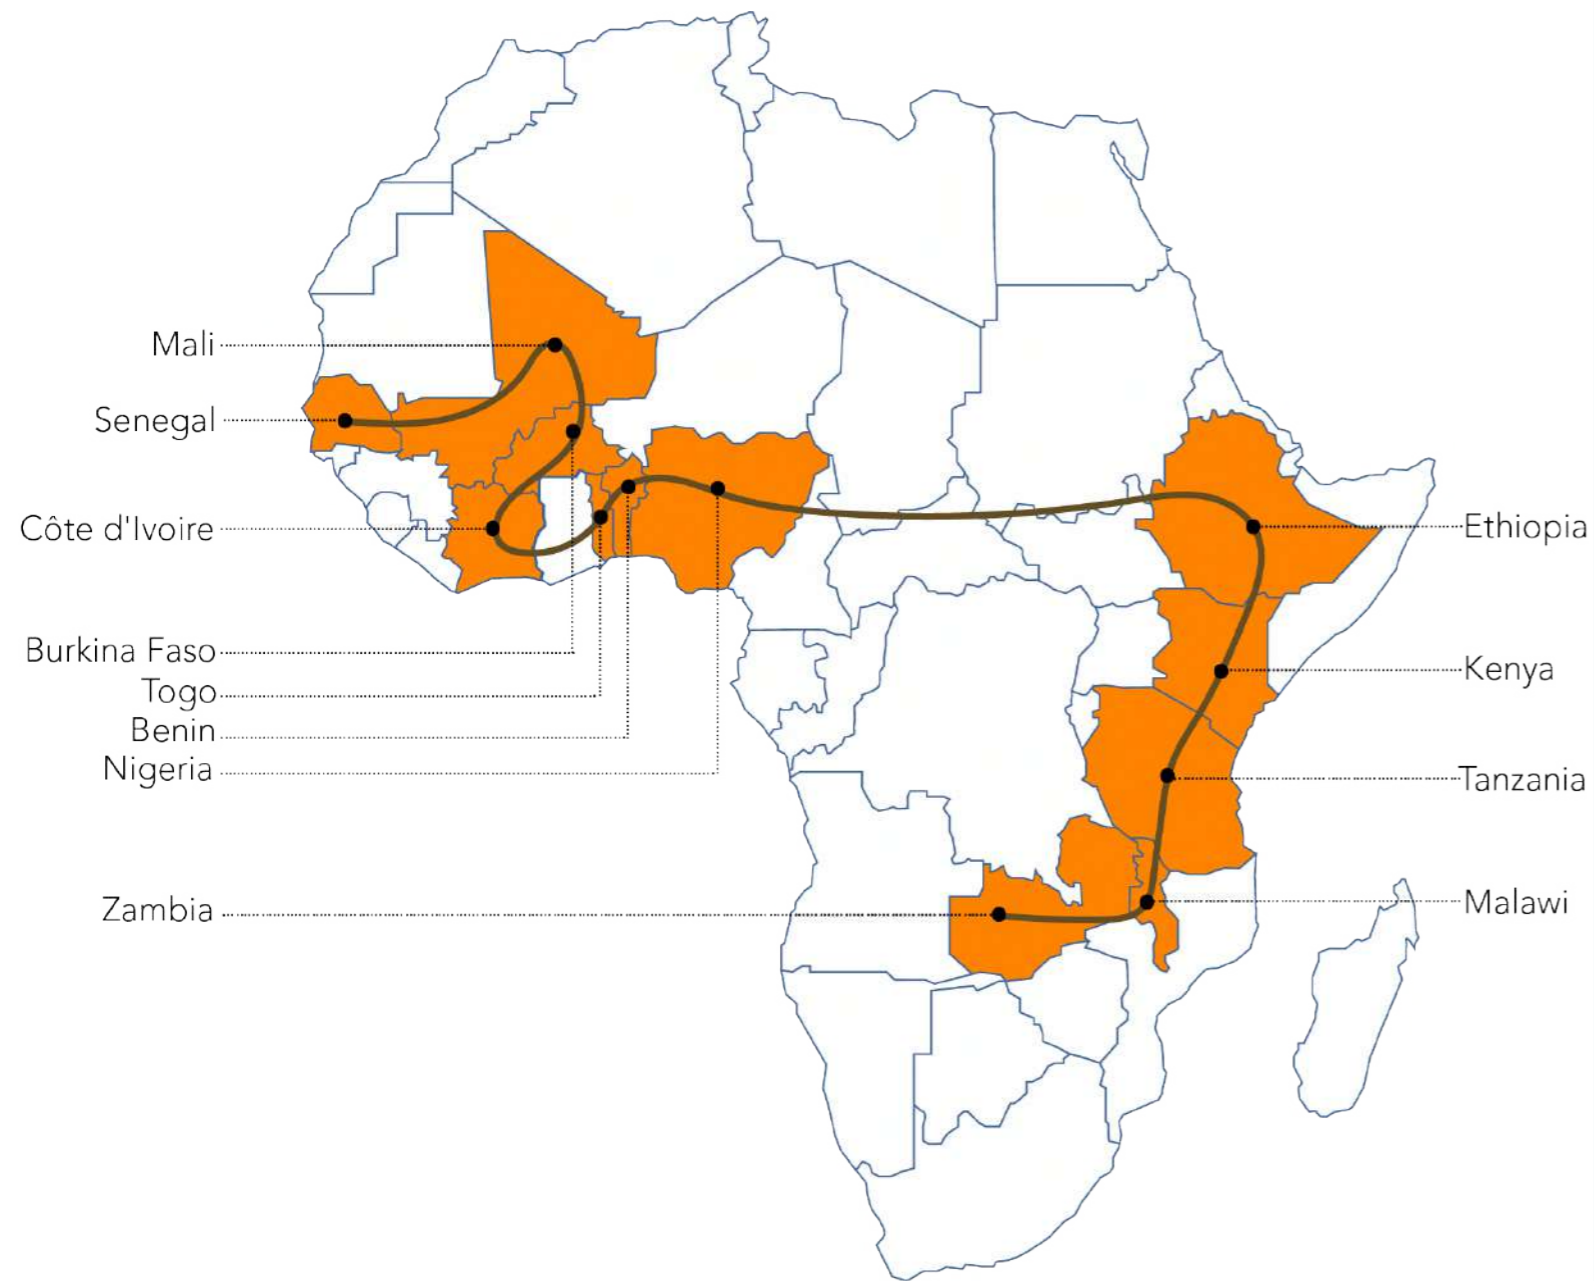 Mali
Senegal
Côte d'Ivoire
Burkina Faso
Togo
Benin
Nigeria
Zambia
Ethiopia
Kenya
Tanzania
Malawi